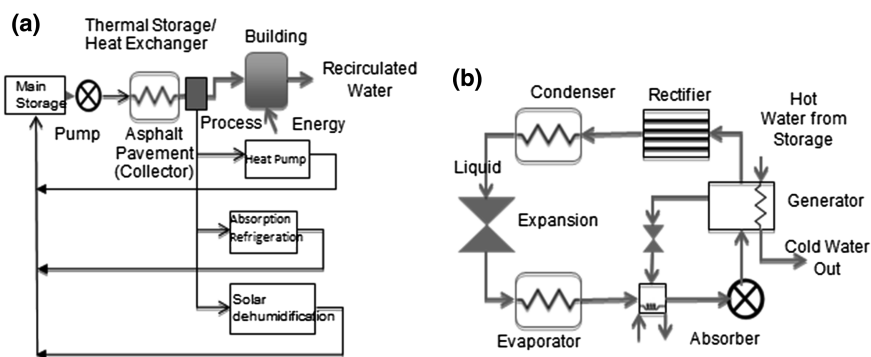 (a)
Thermal Storage/
Heat Exchanger
Building
Main
Storage
Recirculated
Water
Pump
Process
Energy
Asphalt
Pavement
(Collector)
Heat Pump
Absorption
Refrigeration
Solar
dehumidification
(b)
Condenser
Rectifier
Hot
Water from
Storage
Liquid
Generator
Expansion
Cold Water
Out
Evaporator
Absorber